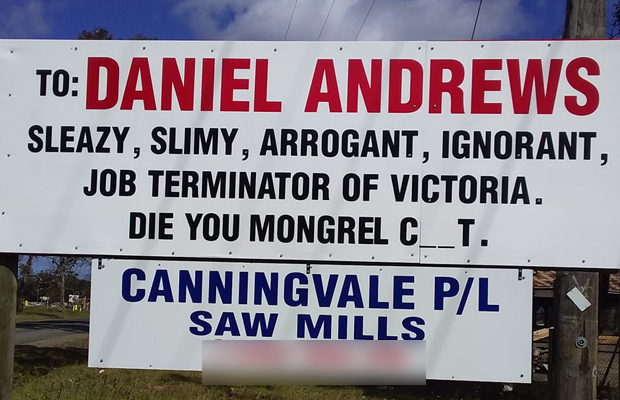 TO: DANIEL ANDREWS
SLEAZY, SLIMY, ARROGANT, IGNORANT,
JOB TERMINATOR OF VICTORIA.
DIE YOU MONGREL C__T.
CANNINGVALE P/L
SAW MILLS